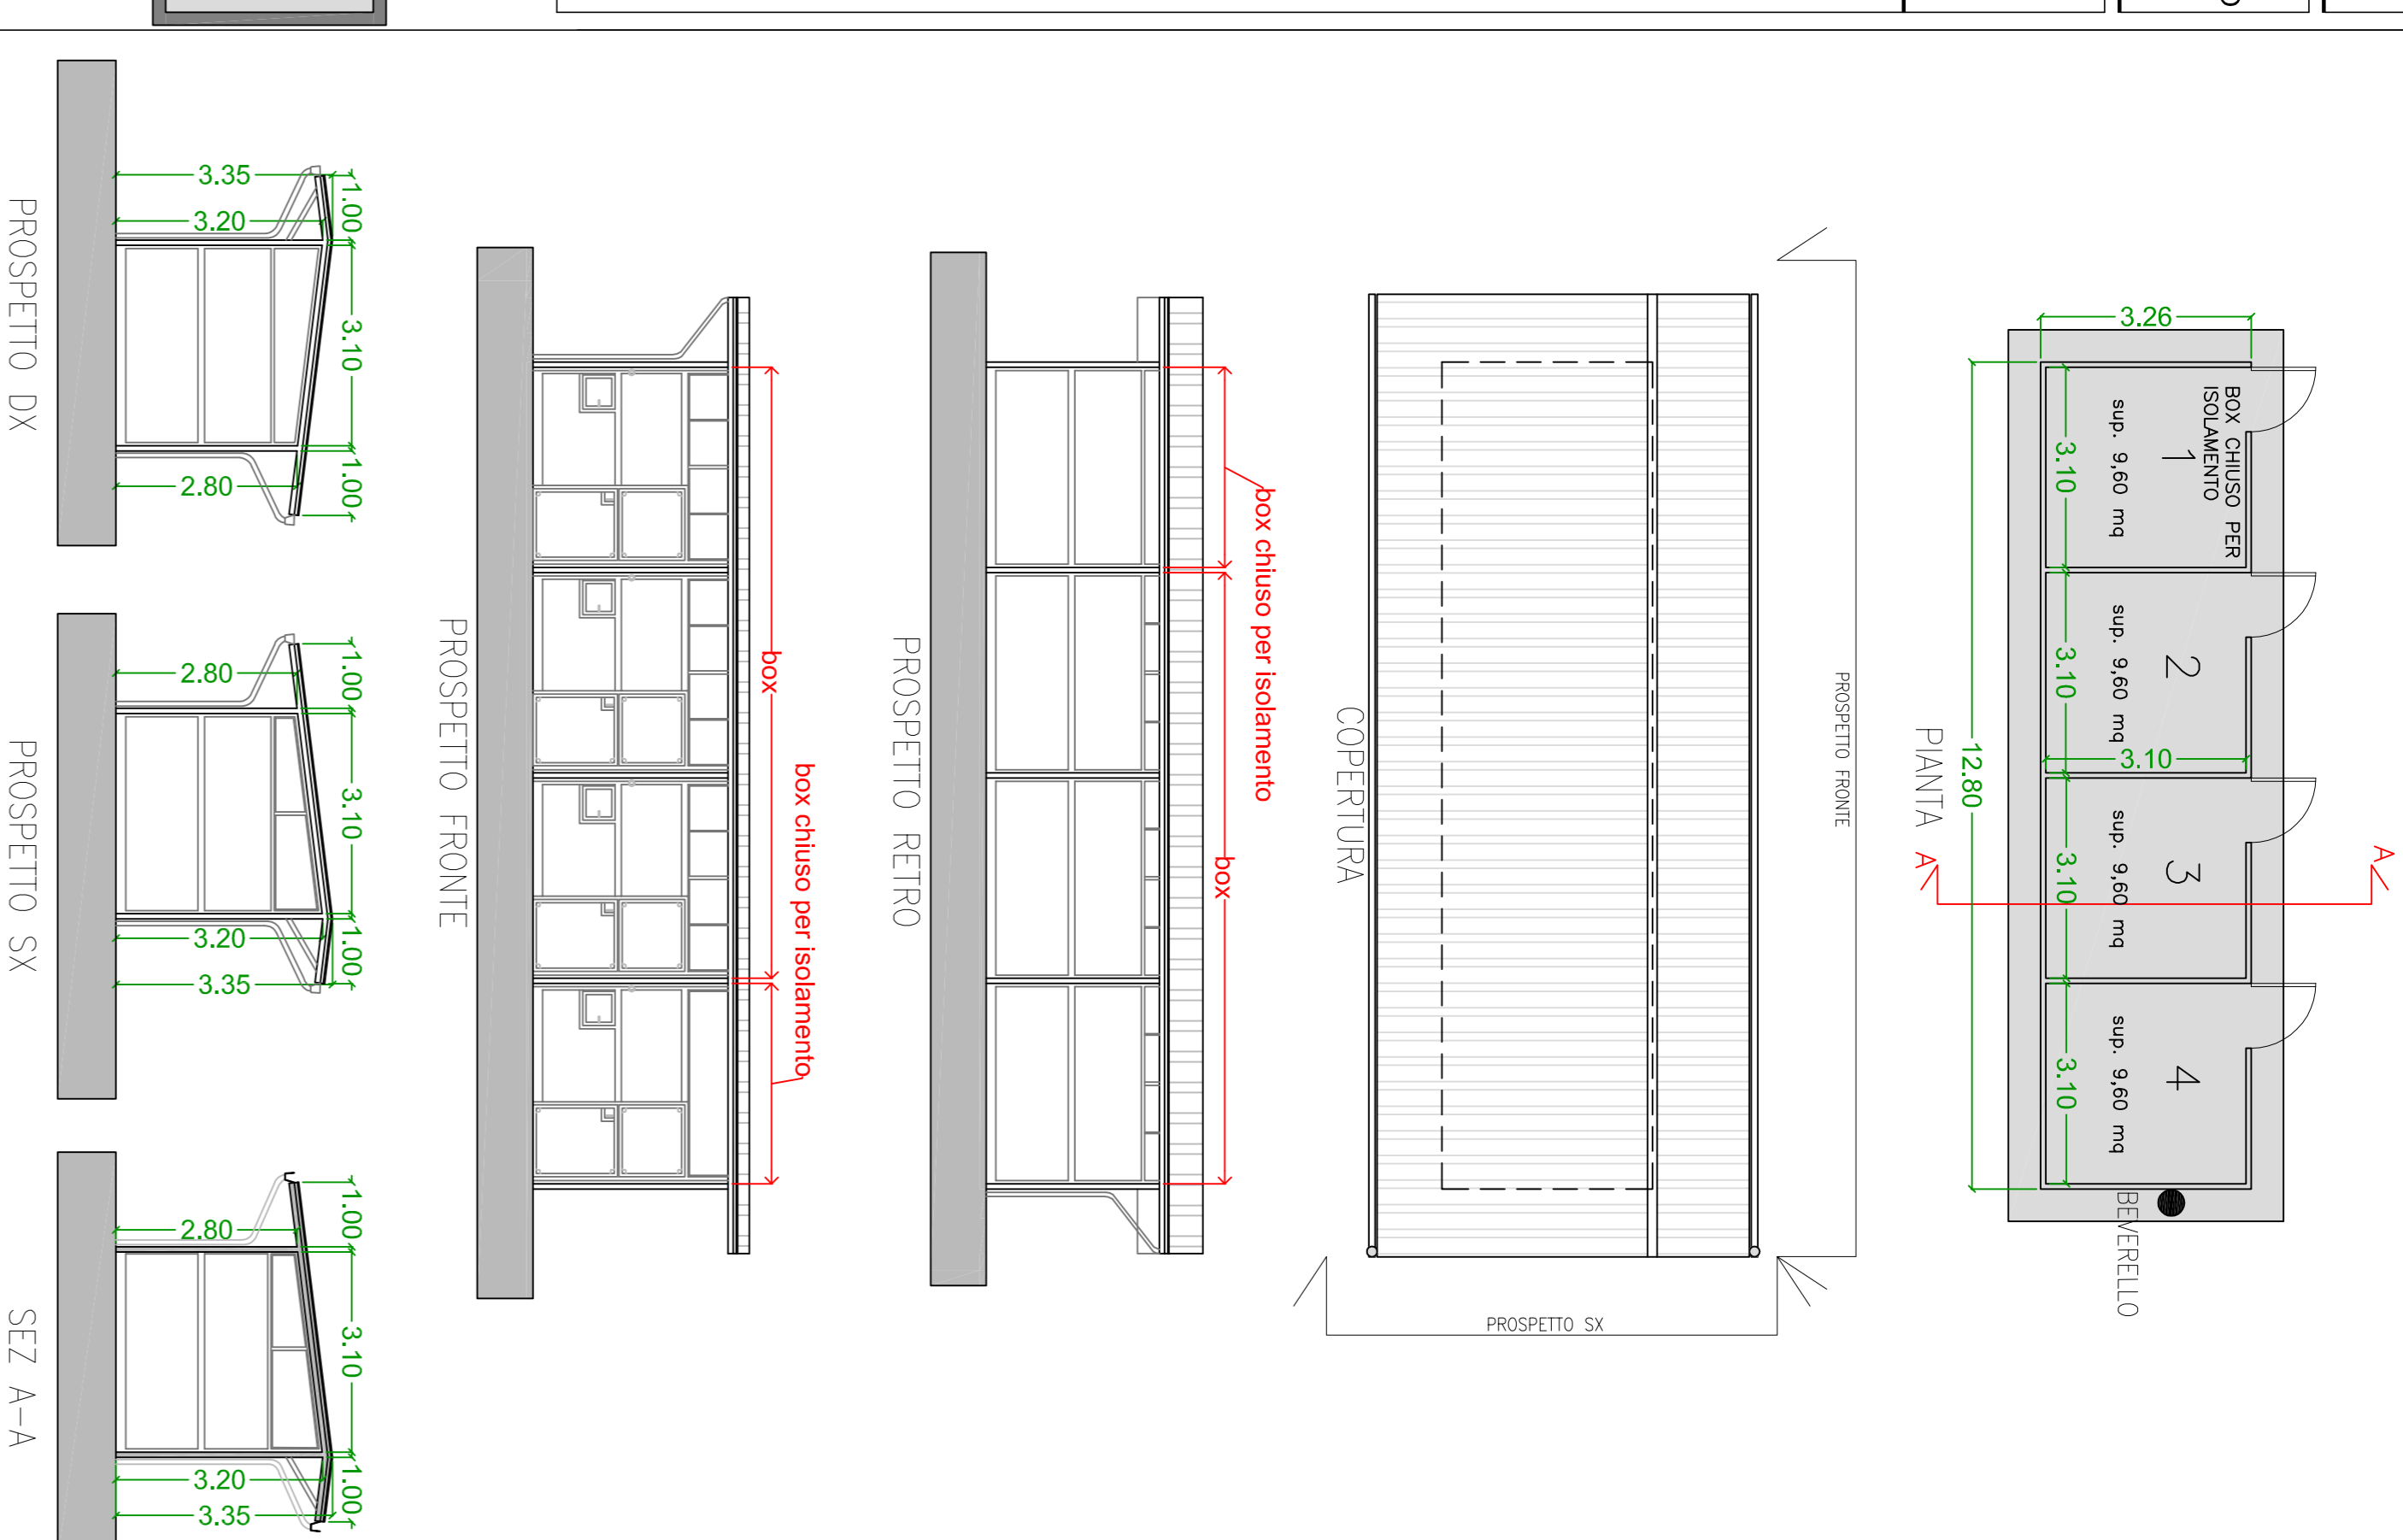 A
3.26
BOX CHIUSO PER
ISOLAMENTO
1
sup. 9,60 mq
3.10
2
sup. 9,60 mq
3.10
3.10
3
sup. 9,60 mq
3.10
4
sup. 9,60 mq
3.10
BEVERELLO
12.80
PIANTA
A
PROSPETTO FRONTE
PROSPETTO SX
COPERTURA
box chiuso per isolamento
box
PROSPETTO RETRO
box chiuso per isolamento
box
PROSPETTO FRONTE
1.00
3.10
1.00
3.35
3.20
2.80
PROSPETTO DX
1.00
3.10
1.00
2.80
3.20
3.35
PROSPETTO SX
1.00
3.10
1.00
2.80
3.20
3.35
SEZ A-A